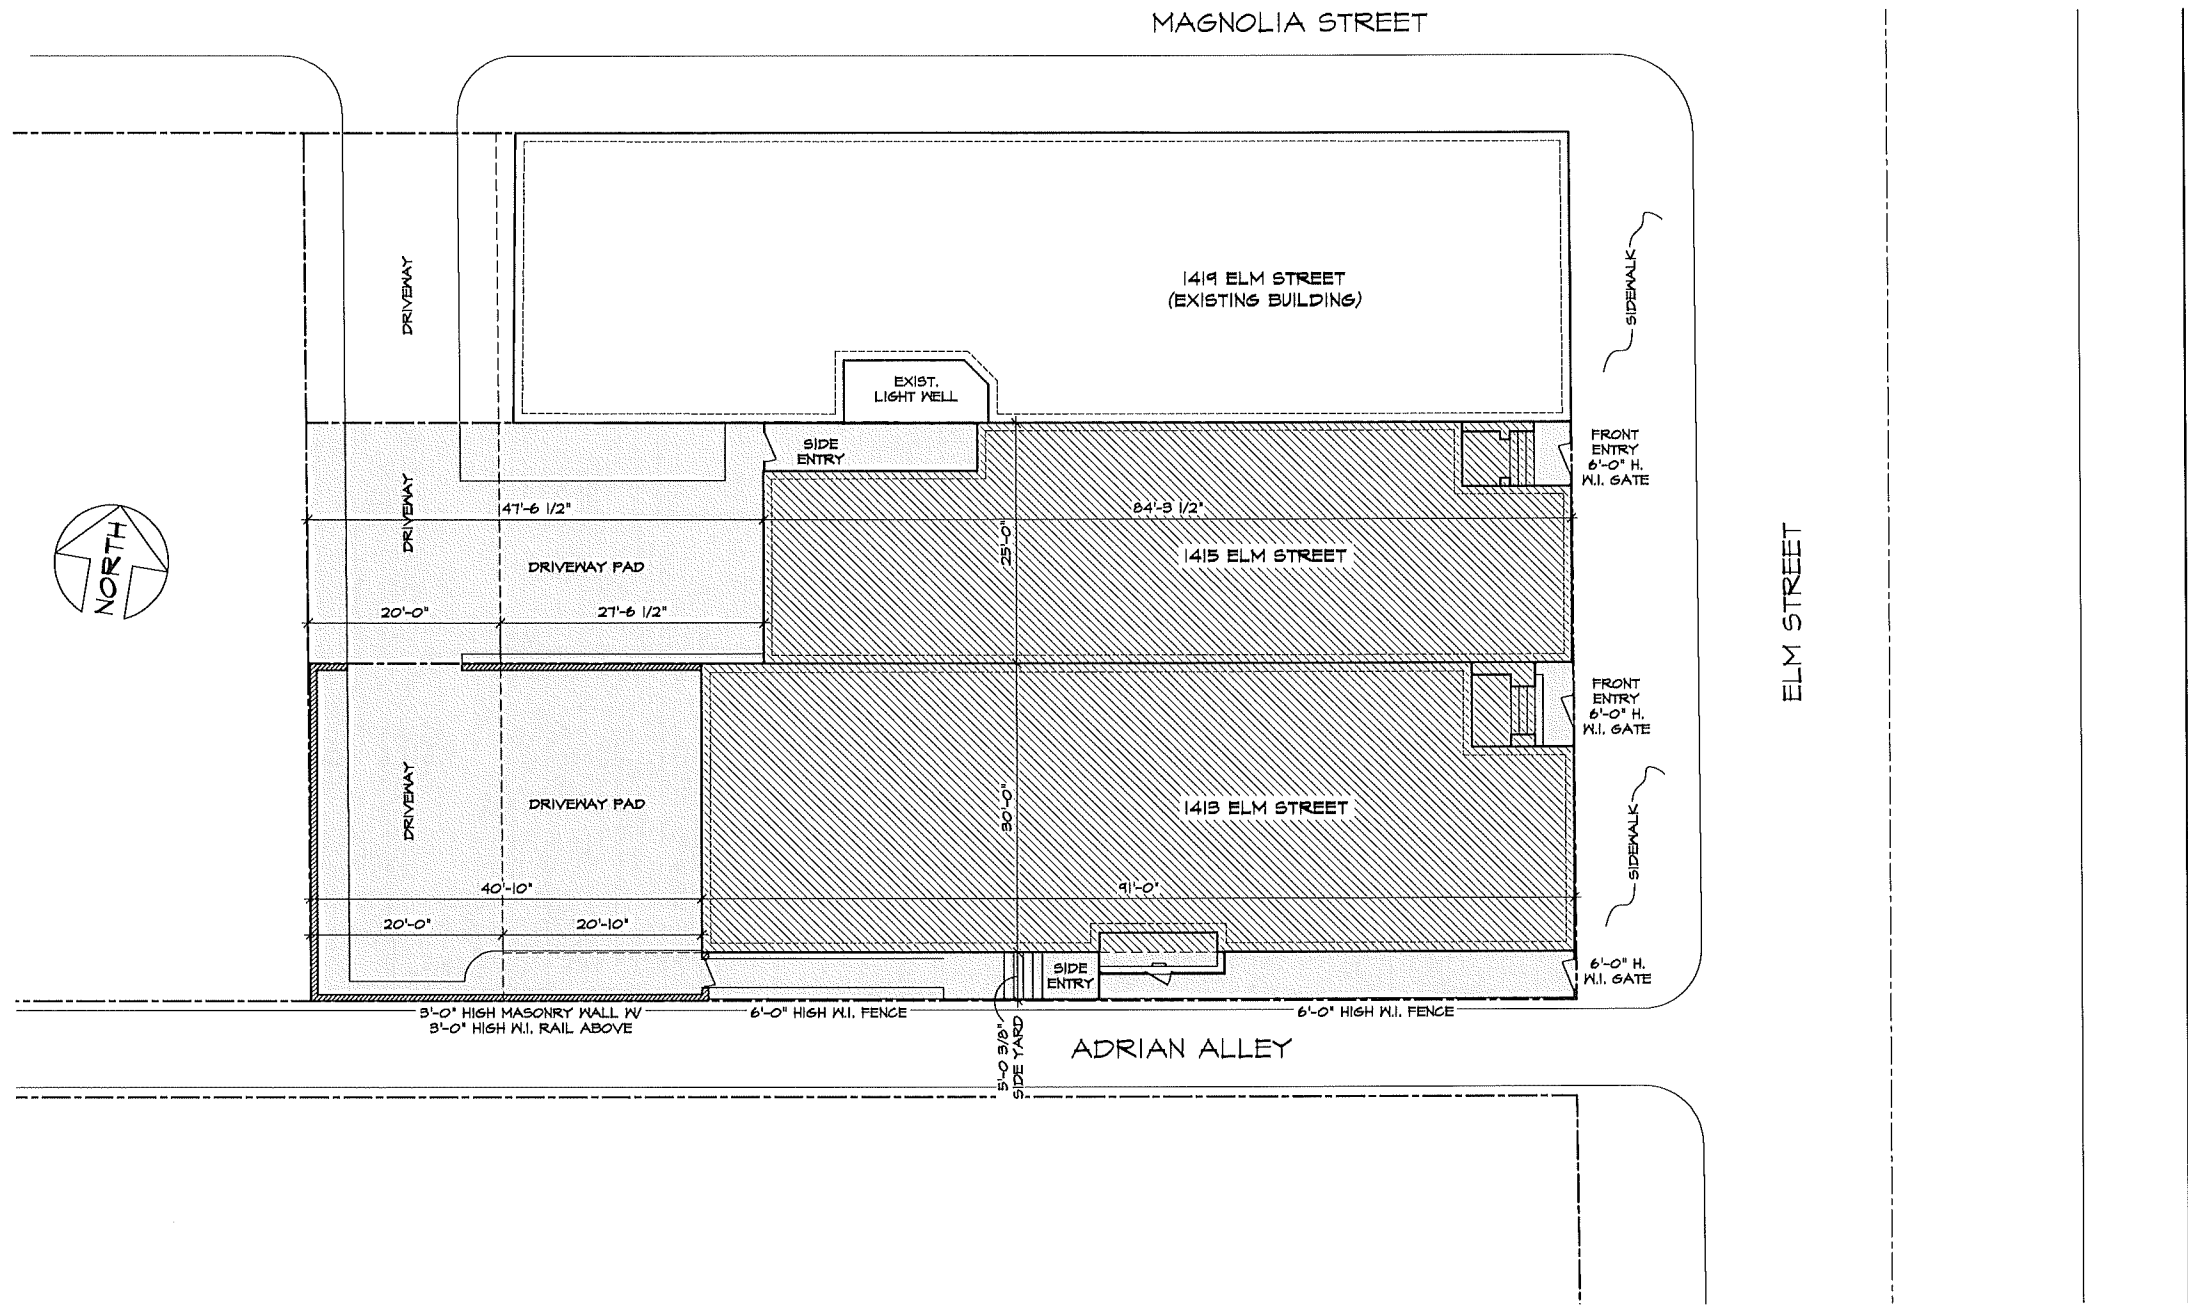 MAGNOLIA STREET
DRIVEWAY
1419 ELM STREET
(EXISTING BUILDING)
SIDEWALK
EXIST.
LIGHT WELL
SIDE
ENTRY
FRONT
ENTRY
6'-0" H.
W.I. GATE
DRIVEWAY
47'-6 1/2"
84'-3 1/2"
25'-0"
NORTH
DRIVEWAY PAD
1415 ELM STREET
20'-0"
27'-6 1/2"
ELM STREET
FRONT
ENTRY
6'-0" H.
W.I. GATE
DRIVEWAY
DRIVEWAY PAD
30'-0"
1413 ELM STREET
SIDEWALK
40'-10"
91'-0"
20'-0"
20'-10"
SIDE
ENTRY
6'-0" H.
W.I. GATE
3'-0" HIGH MASONRY WALL W/
3'-0" HIGH W.I. RAIL ABOVE
6'-0" HIGH W.I. FENCE
6'-0" HIGH W.I. FENCE
5'-0 3/8"
SIDE YARD
ADRIAN ALLEY